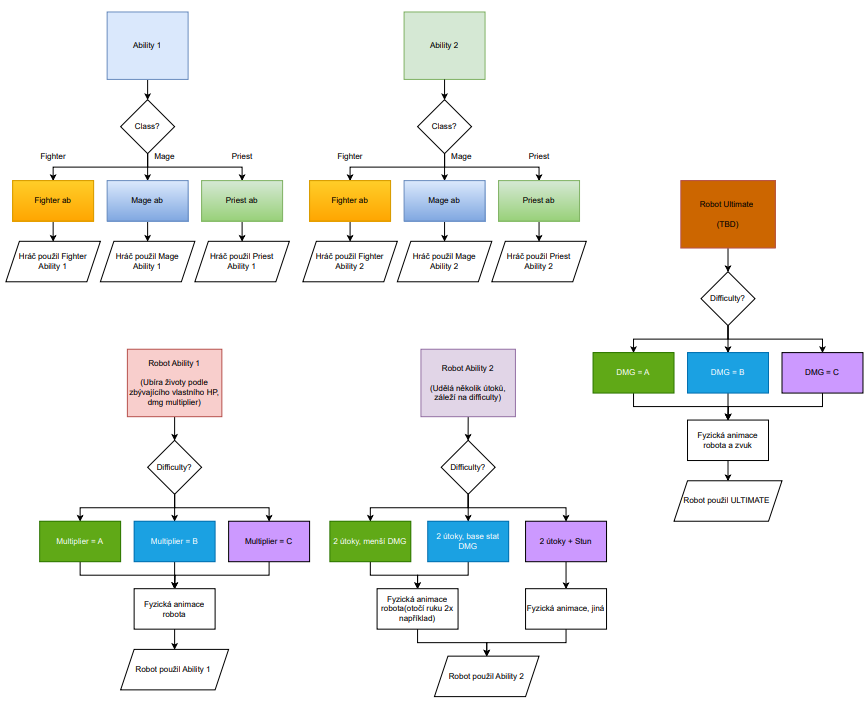 Ability 1
Class?
Fighter
Mage
Priest
Fighter ab
Mage ab
Priest ab
Hráč použil Fighter
Ability 1
Hráč použil Mage
Ability 1
Hráč použil Priest
Ability 1
Ability 2
Class?
Fighter
Mage
Priest
Fighter ab
Mage ab
Priest ab
Hráč použil Fighter
Ability 2
Hráč použil Mage
Ability 2
Hráč použil Priest
Ability 2
Robot Ultimate
(TBD)
Difficulty?
DMG = A
DMG = B
DMG = C
Fyzická animace
robota a zvuk
Robot použil ULTIMATE
Robot Ability 1
(Ubíra životy podle
zbývajícího vlastního HP,
dmg multiplier)
Difficulty?
Multiplier = A
Multiplier = B
Multiplier = C
Fyzická animace
robota
Robot použil Ability 1
Robot Ability 2
(Udělá několik útoků,
záleží na difficulty)
Difficulty?
2 útoky, menší DMG
2 útoky, base stat
DMG
2 útoky + Stun
Fyzická animace
robota(otočí ruku 2x
například)
Fyzická animace, jiná
Robot použil Ability 2